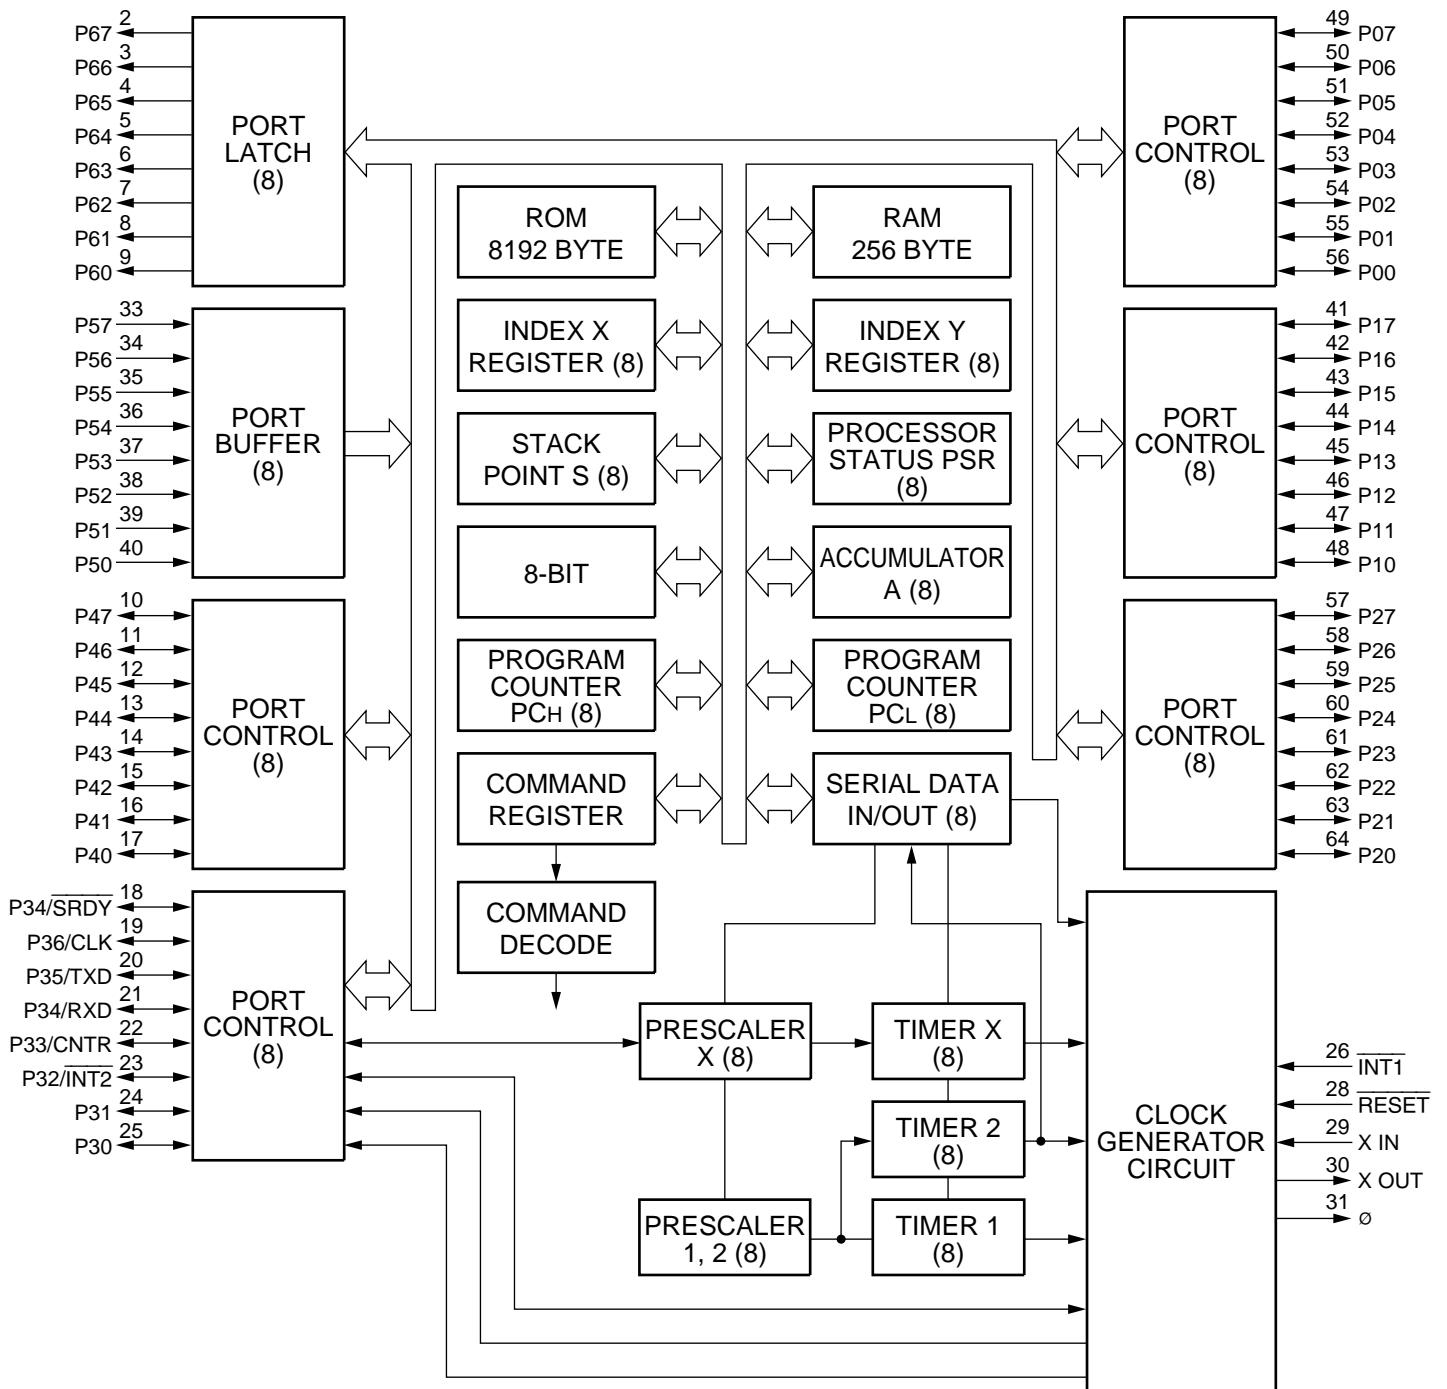 2
P67
3
P66
4
P65
5
P64
6
P63
7
P62
8
P61
9
P60
PORT
LATCH
(8)
33
P57
34
P56
35
P55
36
P54
37
P53
38
P52
39
P51
40
P50
PORT
BUFFER
(8)
10
P47
11
P46
12
P45
13
P44
14
P43
15
P42
16
P41
17
P40
PORT
CONTROL
(8)
18
P34/SRDY
19
P36/CLK
20
P35/TXD
21
P34/RXD
22
P33/CNTR
23
P32/INT2
24
P31
25
P30
PORT
CONTROL
(8)
ROM
8192 BYTE
RAM
256 BYTE
INDEX X
REGISTER (8)
INDEX Y
REGISTER (8)
STACK
POINT S (8)
PROCESSOR
STATUS PSR
(8)
8-BIT
ACCUMULATOR
A (8)
PROGRAM
COUNTER
PCH (8)
PROGRAM
COUNTER
PCL (8)
COMMAND
REGISTER
SERIAL DATA
IN/OUT (8)
COMMAND
DECODE
PRESCALER
X (8)
TIMER X
(8)
TIMER 2
(8)
PRESCALER
1, 2 (8)
TIMER 1
(8)
PORT
CONTROL
(8)
49
P07
50
P06
51
P05
52
P04
53
P03
54
P02
55
P01
56
P00
PORT
CONTROL
(8)
41
P17
42
P16
43
P15
44
P14
45
P13
46
P12
47
P11
48
P10
PORT
CONTROL
(8)
57
P27
58
P26
59
P25
60
P24
61
P23
62
P22
63
P21
64
P20
CLOCK
GENERATOR
CIRCUIT
26
INT1
28
RESET
29
X IN
30
X OUT
31
Ø